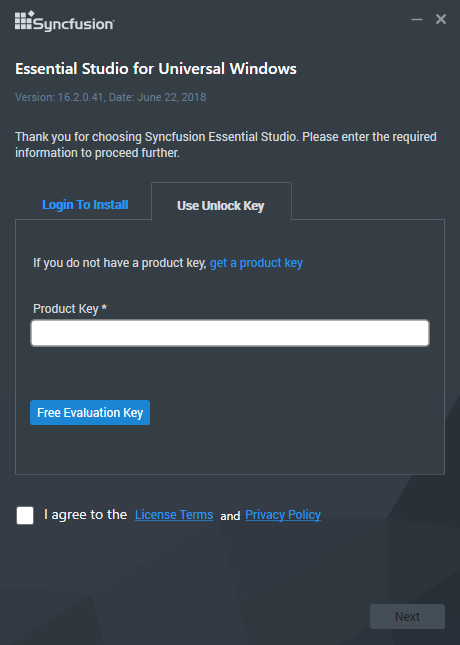 Syncfusion
Essential Studio for Universal Windows
Version: 16.2.0.41, Date: June 22, 2018
Thank you for choosing Syncfusion Essential Studio. Please enter the required
information to proceed further.
Login To Install
Use Unlock Key
If you do not have a product key, get a product key
Product Key *
Free Evaluation Key
I agree to the License Terms and Privacy Policy
Next